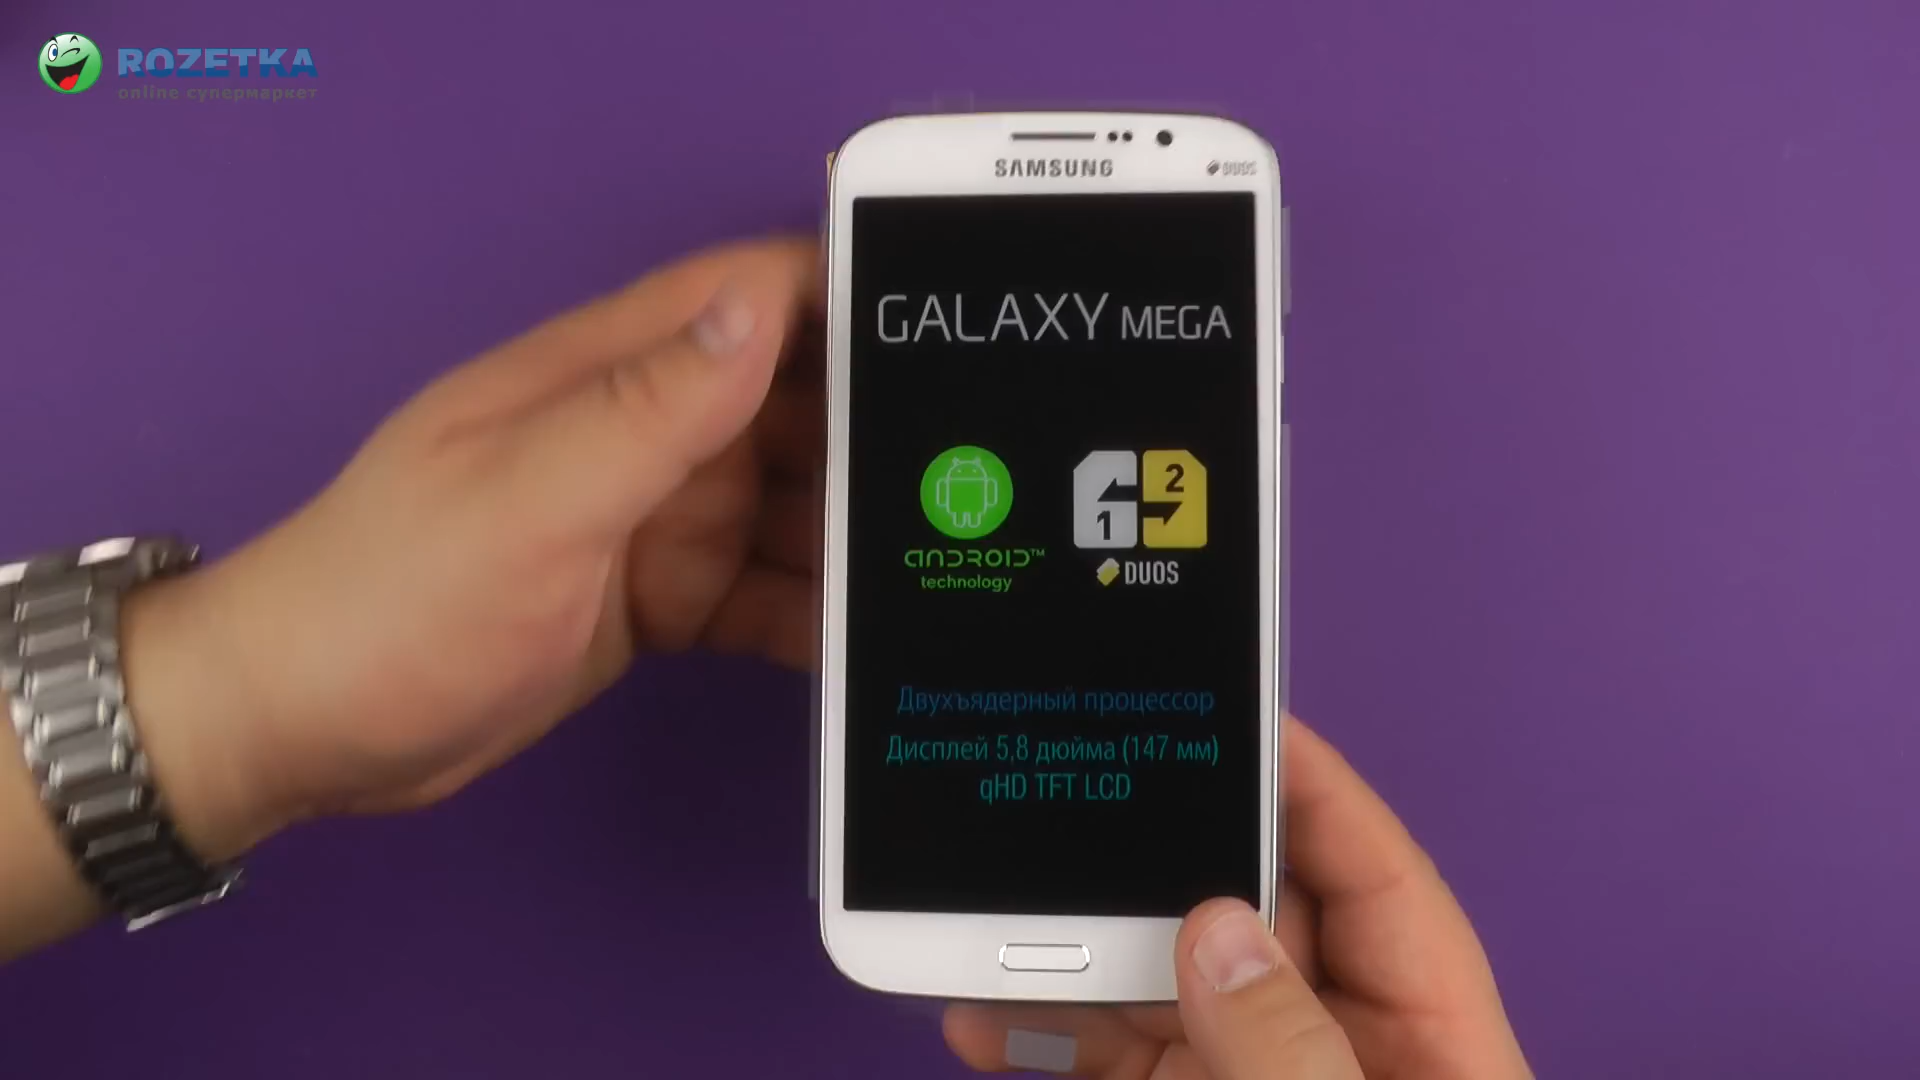 ROZETKA
online супермаркет
SAMSUNG
DUOS
GALAXY MEGA
1
2
ANDROID™
technology
DUOS
Двухъядерный процессор
Дисплей 5,8 дюйма (147 мм)
qHD TFT LCD